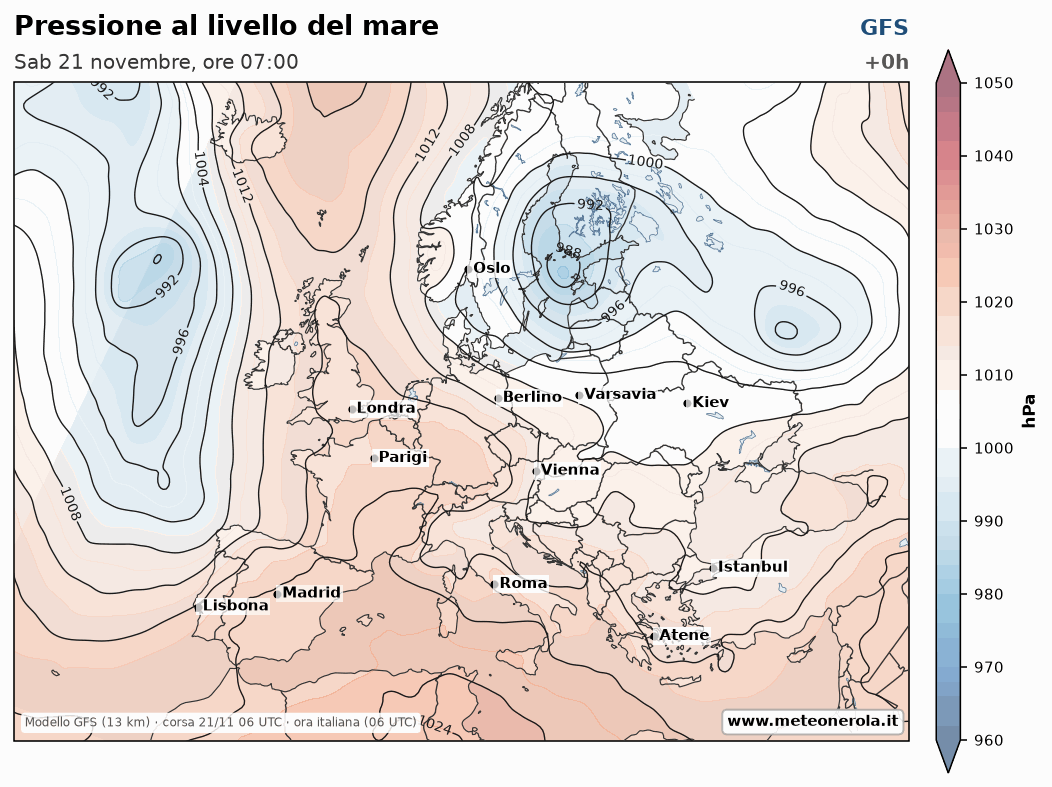 Pressione al livello del mare
GFS
Sab 21 novembre, ore 07:00
+0h
992
1012
1008
1004
1000
1012
992
988
Oslo
992
996
996
996
Berlino
Varsavia
Kiev
Londra
Parigi
Vienna
1008
Istanbul
Roma
Madrid
Lisbona
Atene
1024
Modello GFS (13 km) · corsa 21/11 06 UTC · ora italiana (06 UTC)
www.meteonerola.it
1050
1040
1030
1020
1010
1000
990
980
970
960
hPa